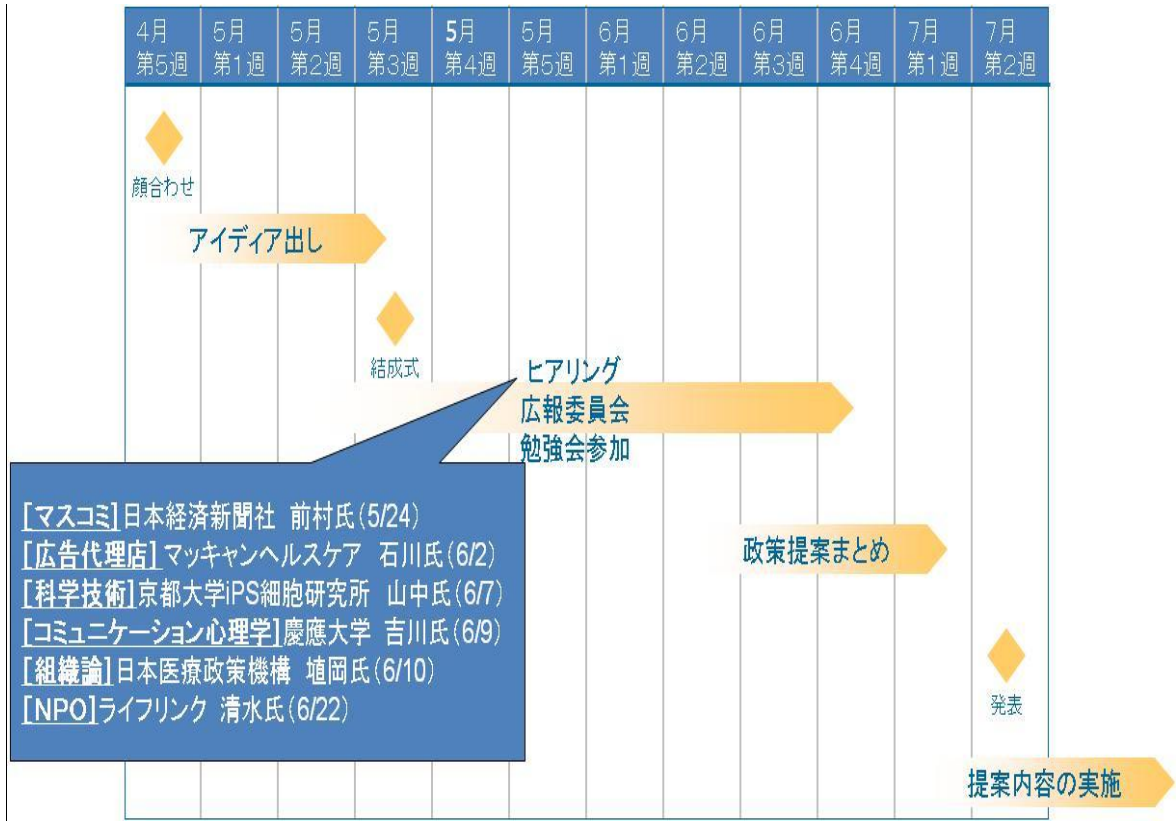 4月 第5週
5月 第1週
5月 第2週
5月 第3週
5月 第4週
5月 第5週
6月 第1週
6月 第2週
6月 第3週
6月 第4週
7月 第1週
7月 第2週
顔合わせ
アイディア出し
結成式
ヒアリング
広報委員会
勉強会参加
[マスコミ]日本経済新聞社 前村氏(5/24)
[広告代理店]マッキャンヘルスケア 石川氏(6/2)
[科学技術]京都大学iPS細胞研究所 山中氏(6/7)
[コミュニケーション心理学]慶應大学 吉川氏(6/9)
[組織論]日本医療政策機構 埴岡氏(6/10)
[NPO]ライフリンク 清水氏(6/22)
政策提案まとめ
発表
提案内容の実施